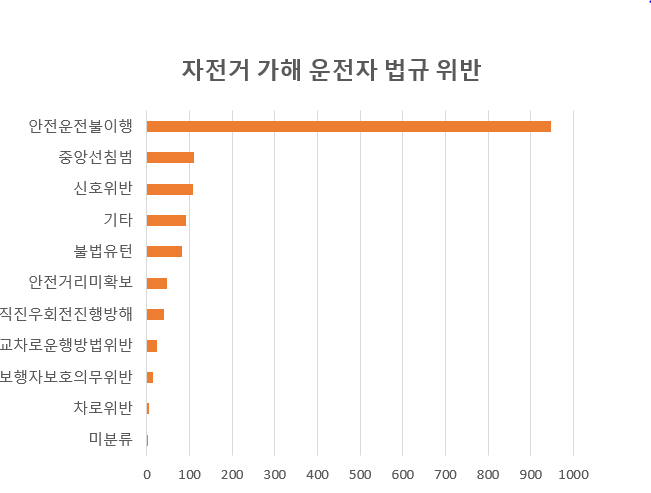 자전거 가해 운전자 법규 위반
안전운전불이행
중앙선침범
신호위반
기타
불법유턴
안전거리미확보
직진우회전진행방해
교차로운행방법위반
보행자보호의무위반
차로위반
미분류
0 100 200 300 400 500 600 700 800 900 1000